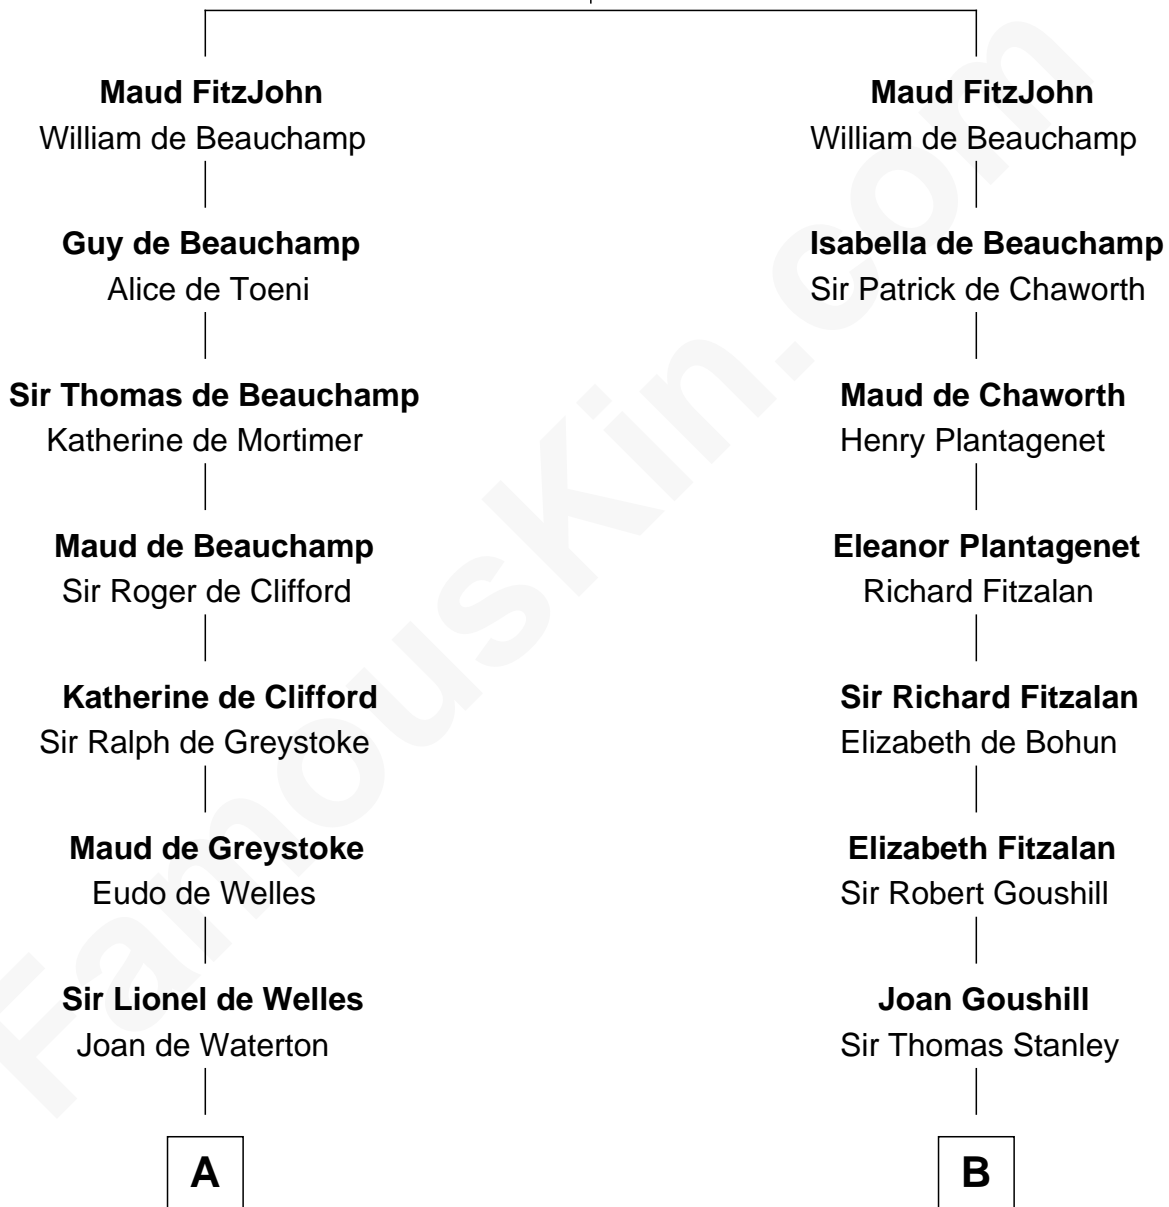 Maud FitzJohn
William de Beauchamp
Maud FitzJohn
William de Beauchamp
Guy de Beauchamp
Alice de Toeni
Isabella de Beauchamp
Sir Patrick de Chaworth
Sir Thomas de Beauchamp
Katherine de Mortimer
Maud de Chaworth
Henry Plantagenet
Maud de Beauchamp
Sir Roger de Clifford
Eleanor Plantagenet
Richard Fitzalan
Katherine de Clifford
Sir Ralph de Greystoke
Sir Richard Fitzalan
Elizabeth de Bohun
Maud de Greystoke
Eudo de Welles
Elizabeth Fitzalan
Sir Robert Goushill
Sir Lionel de Welles
Joan de Waterton
Joan Goushill
Sir Thomas Stanley
A
B
FamousKin.com